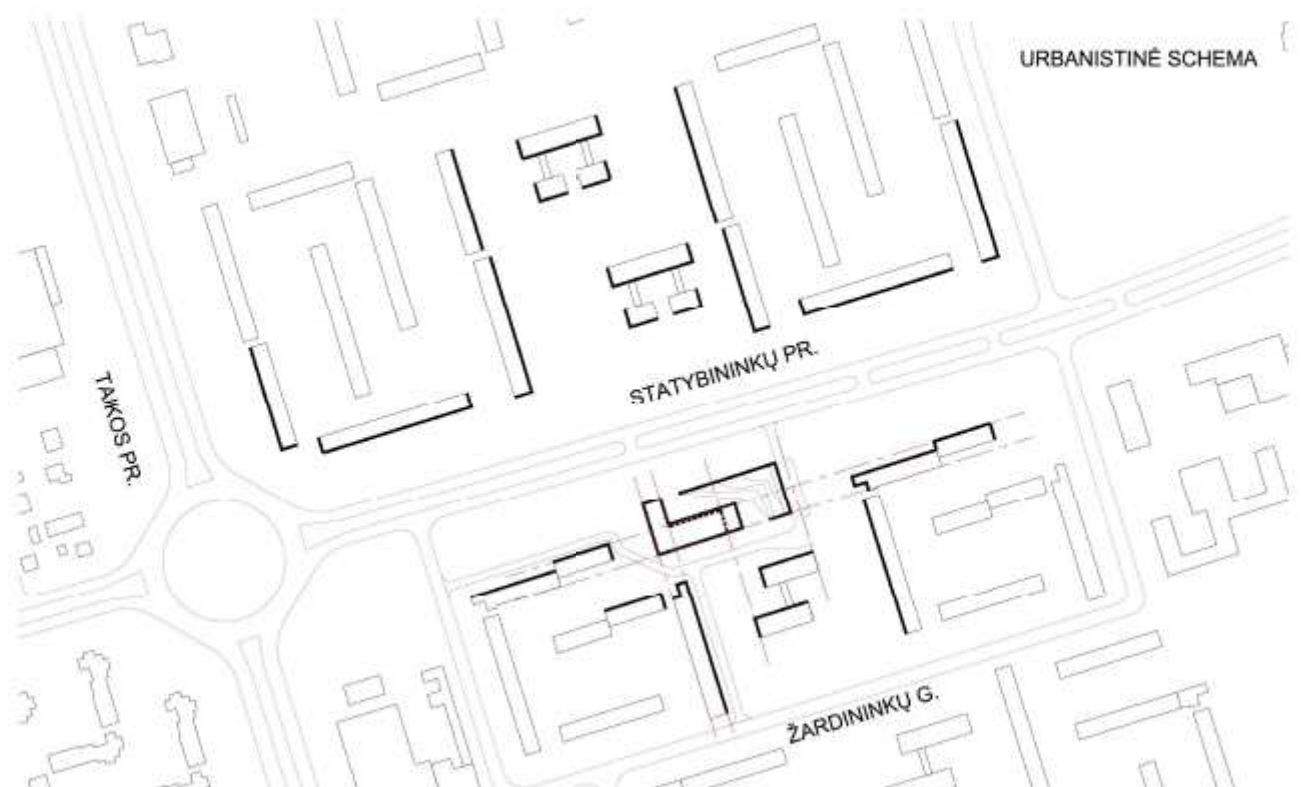 URBANISTINĖ SCHEMA
STATYBININKŲ PR.
TAIKOS PR.
ŽARDININKŲ G.